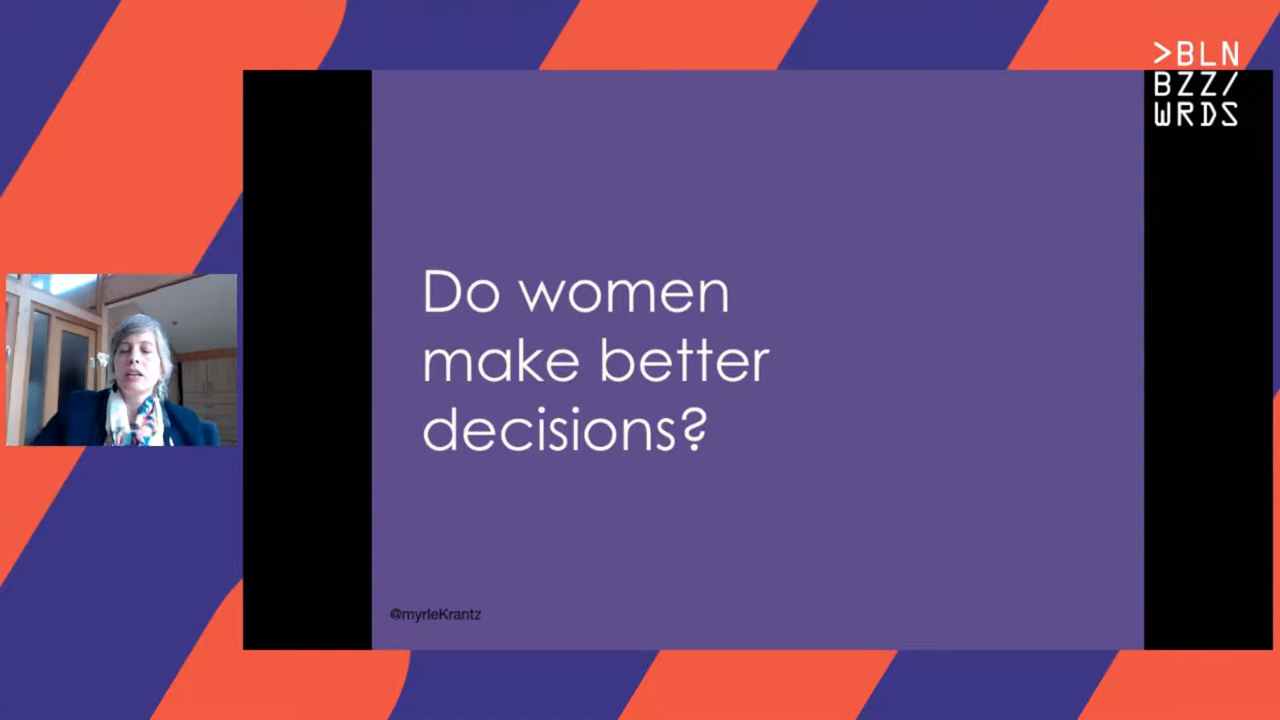 >BLN
BZZ/
WRDS
Do women
make better
decisions?
@myrleKrantz